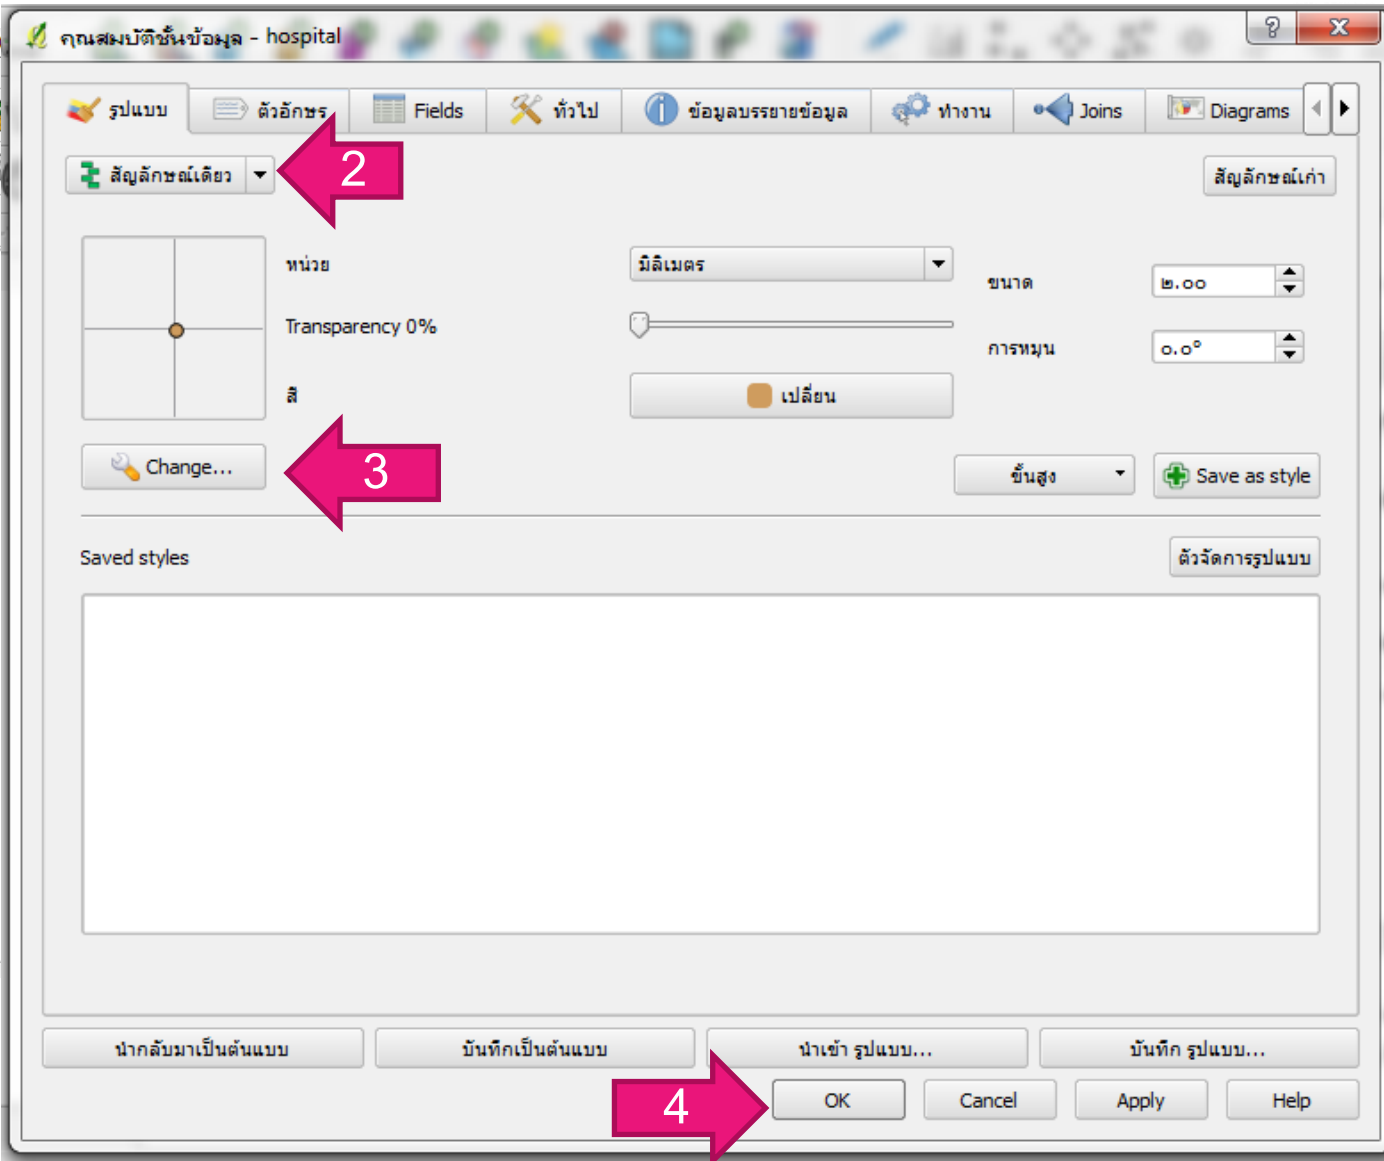 คุณสมบัติชั้นข้อมูล - hospital
รูปแบบ ตัวอักษร Fields ทั่วไป ข้อมูลบรรยายข้อมูล ทำงาน Joins Diagrams
สัญลักษณ์เดียว 2 สัญลักษณ์เก่า
หน่วย มิลิเมตร ขนาด ๒.๐๐
Transparency 0%
การหมุน ๐.๐°
สี เปลี่ยน
Change... 3 ขั้นสูง Save as style
Saved styles ตัวจัดการรูปแบบ
นำกลับมาเป็นต้นแบบ บันทึกเป็นต้นแบบ นำเข้า รูปแบบ... บันทึก รูปแบบ...
4 OK Cancel Apply Help